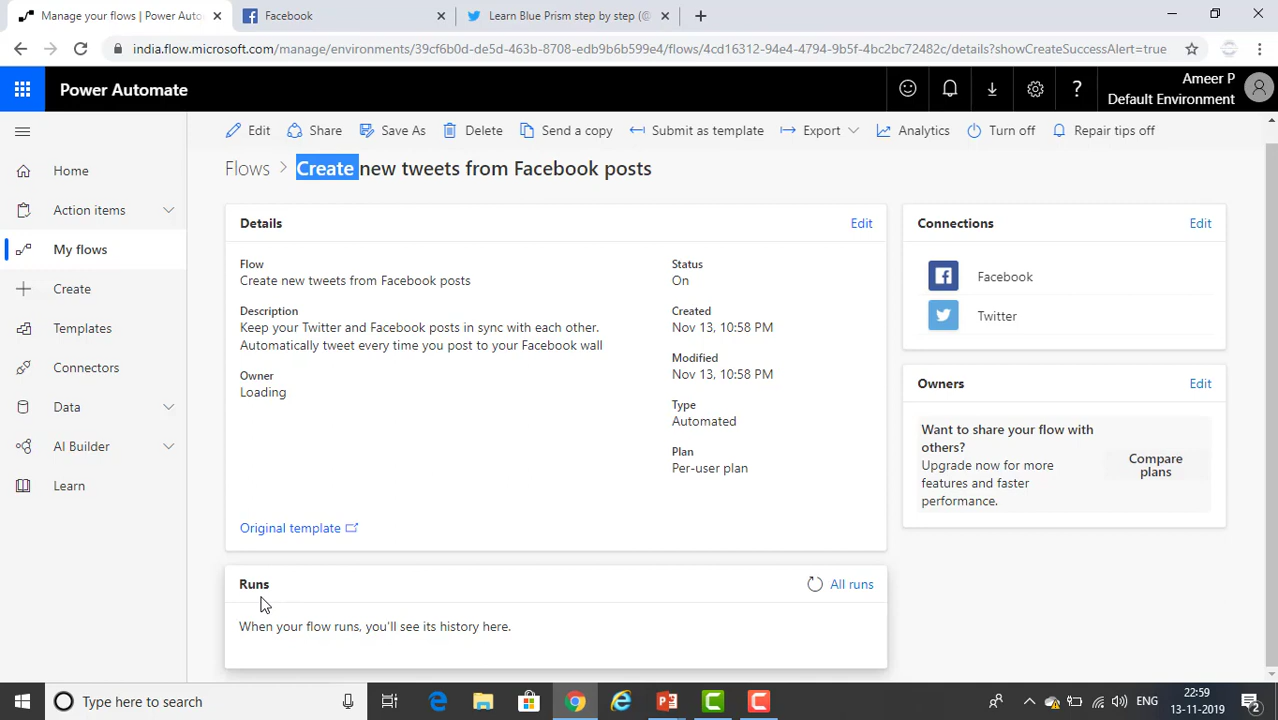 Manage your flows | Power Auto
Facebook
Learn Blue Prism step by step (@
india.flow.microsoft.com/manage/environments/39cf6b0d-de5d-463b-8708-edb9b6b599e4/flows/4cd16312-94e4-4794-9b5f-4bc2bc72482c/details?showCreateSuccessAlert=true
Power Automate
Ameer P
Default Environment
Edit
Share
Save As
Delete
Send a copy
Submit as template
Export
Analytics
Turn off
Repair tips off
Home
Action items
My flows
Create
Templates
Connectors
Data
AI Builder
Learn
Flows > Create new tweets from Facebook posts
Details
Edit
Flow
Create new tweets from Facebook posts
Description
Keep your Twitter and Facebook posts in sync with each other.
Automatically tweet every time you post to your Facebook wall
Owner
Loading
Status
On
Created
Nov 13, 10:58 PM
Modified
Nov 13, 10:58 PM
Type
Automated
Plan
Per-user plan
Original template
Connections
Edit
Facebook
Twitter
Owners
Edit
Want to share your flow with
others?
Upgrade now for more
features and faster
performance.
Compare
plans
Runs
All runs
When your flow runs, you'll see its history here.
Type here to search
ENG
22:59
13-11-2019
2